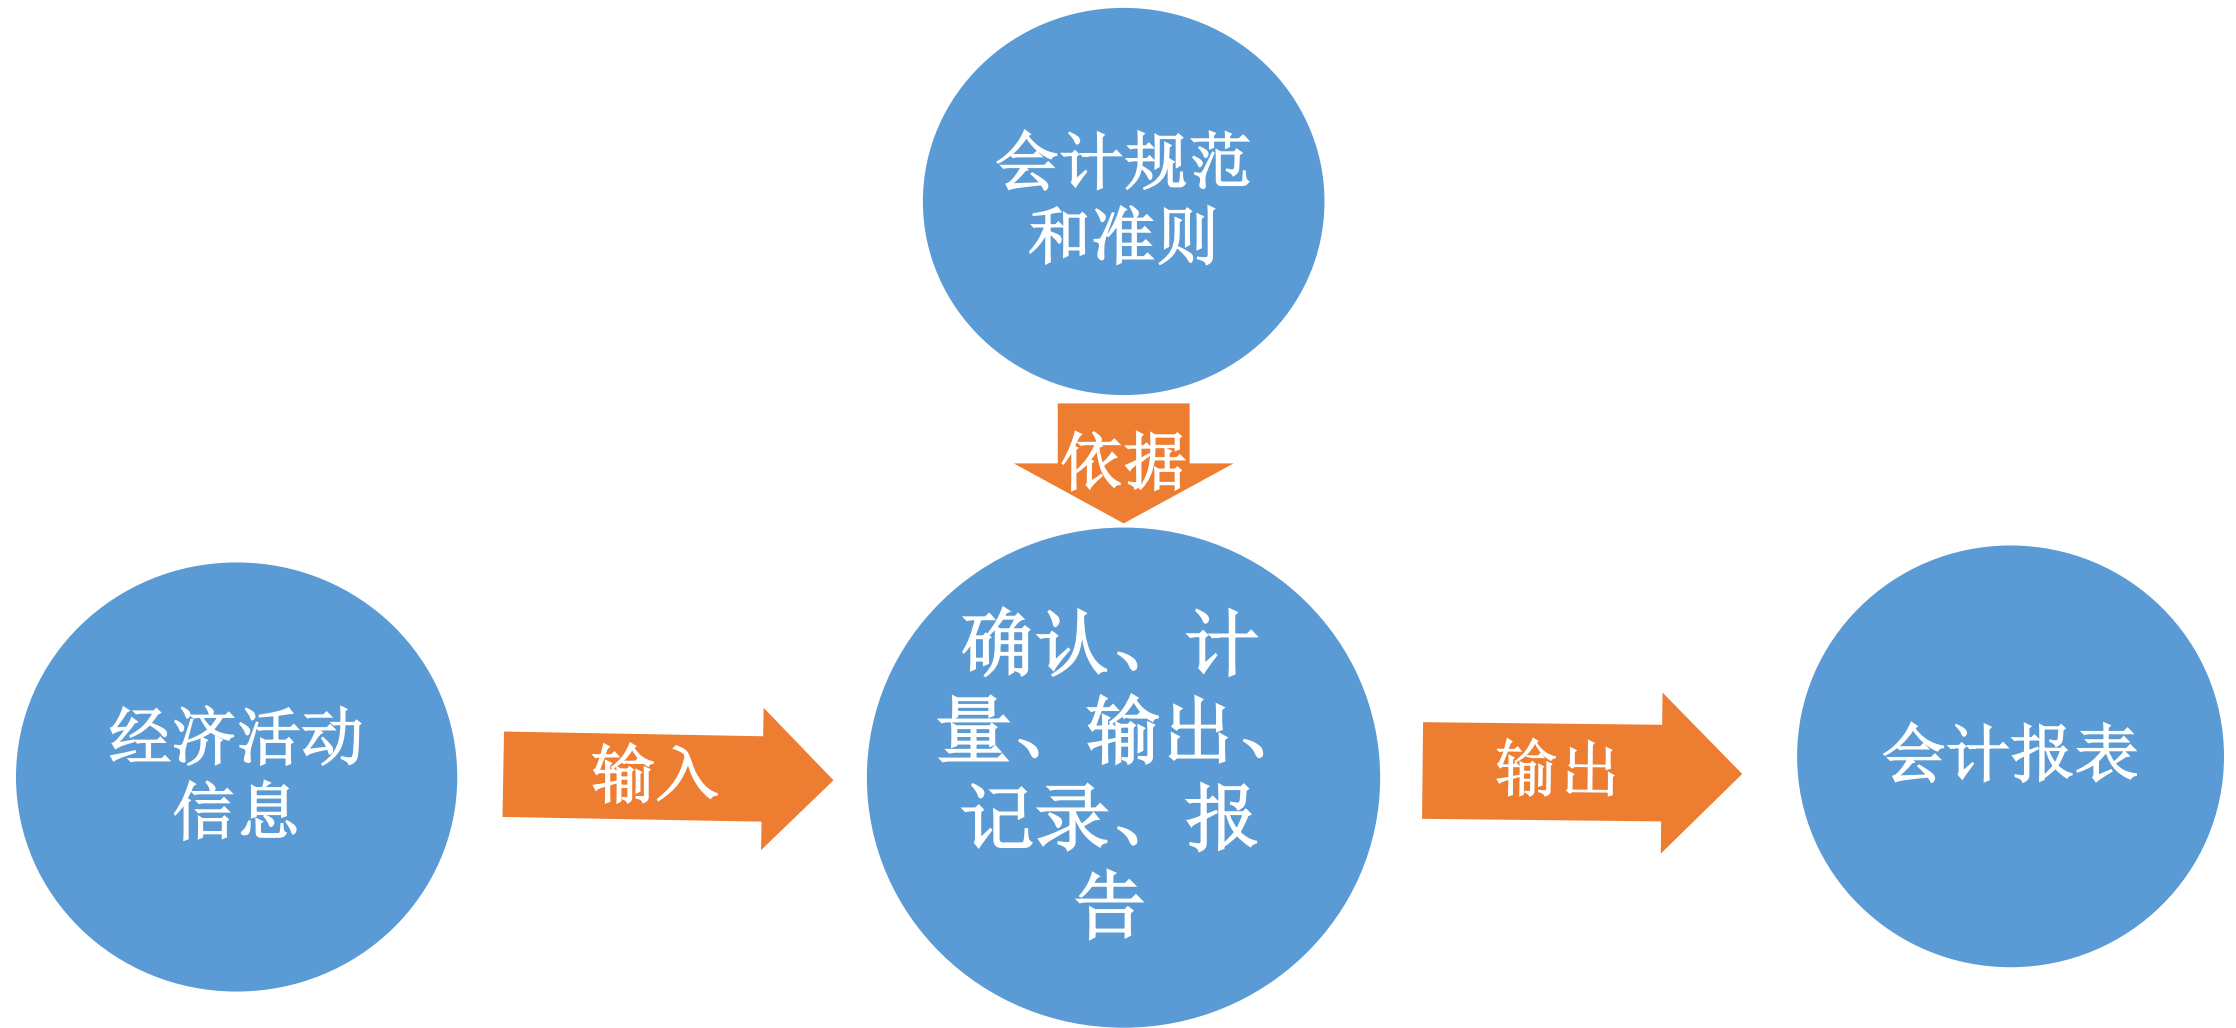 会计规范
和准则
依据
经济活动
信息
输入
确认、计
量、输出、
记录、报
告
输出
会计报表